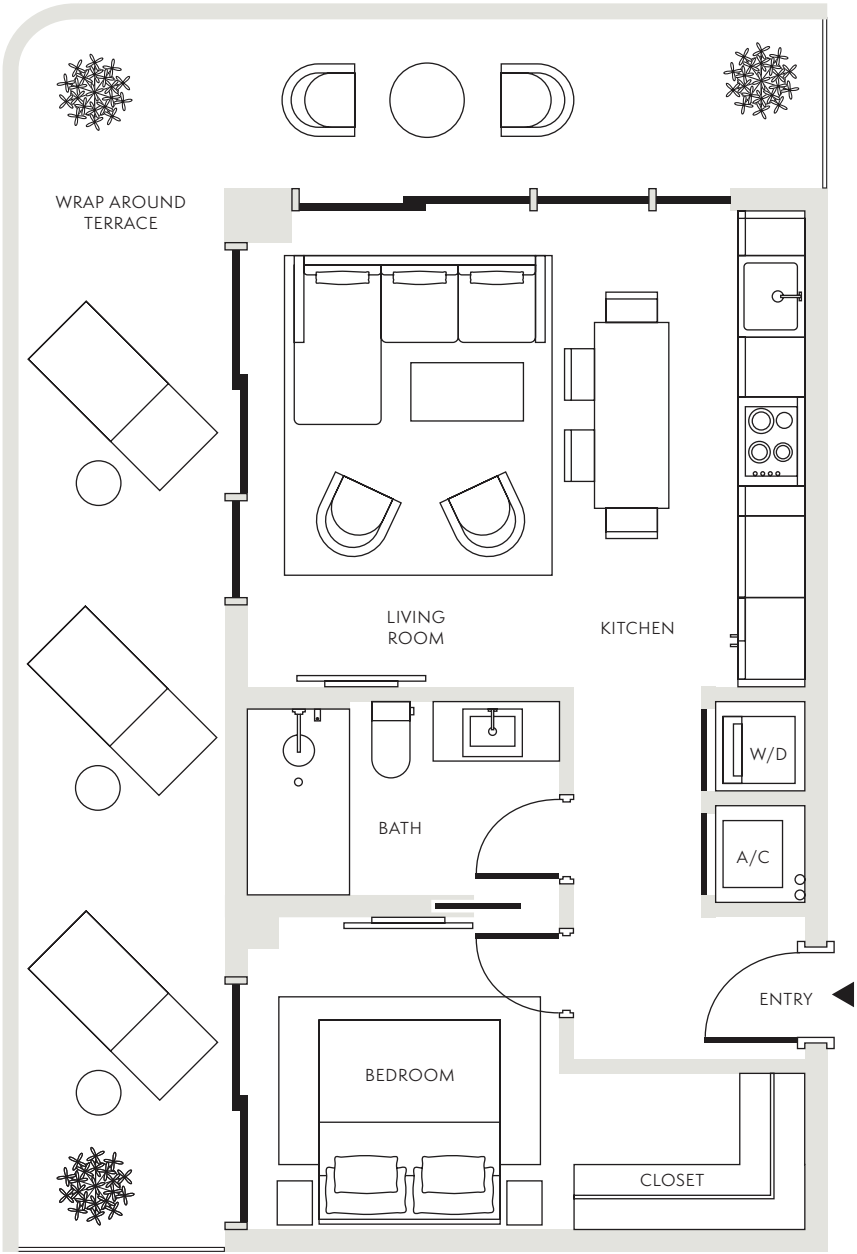 WRAP AROUND
TERRACE
LIVING
ROOM
KITCHEN
W/D
BATH
A/C
ENTRY
BEDROOM
CLOSET